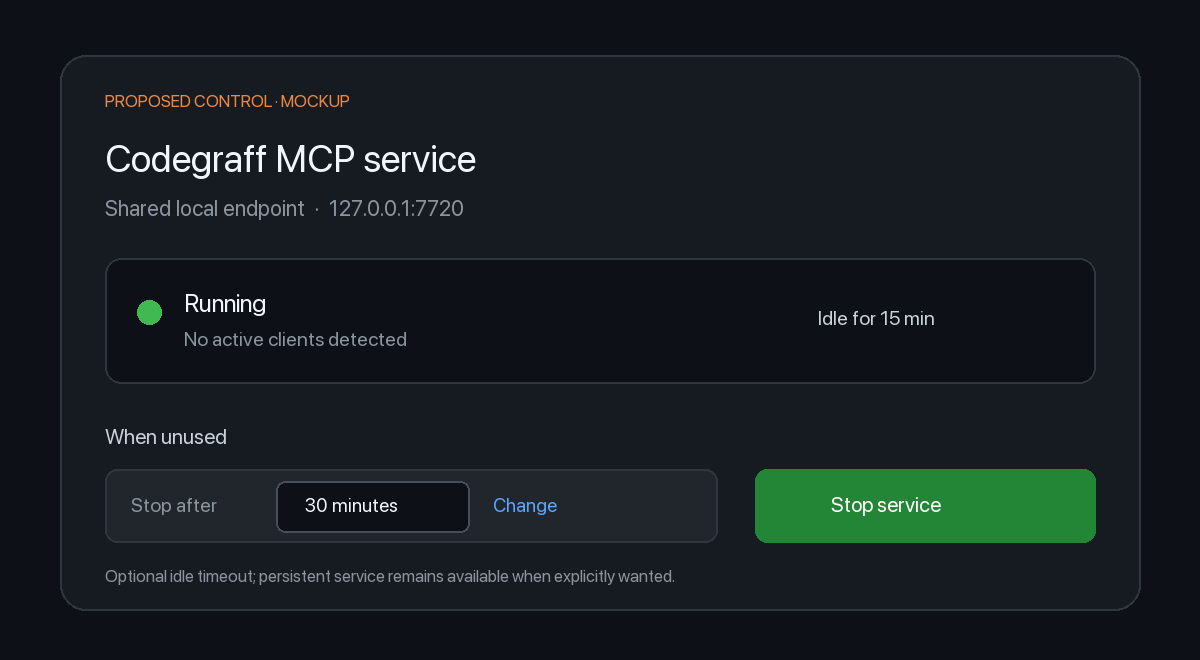 PROPOSED CONTROL · MOCKUP
Codegraff MCP service
Shared local endpoint · 127.0.0.1:7720
Running
No active clients detected
Idle for 15 min
When unused
Stop after
30 minutes
Change
Stop service
Optional idle timeout; persistent service remains available when explicitly wanted.